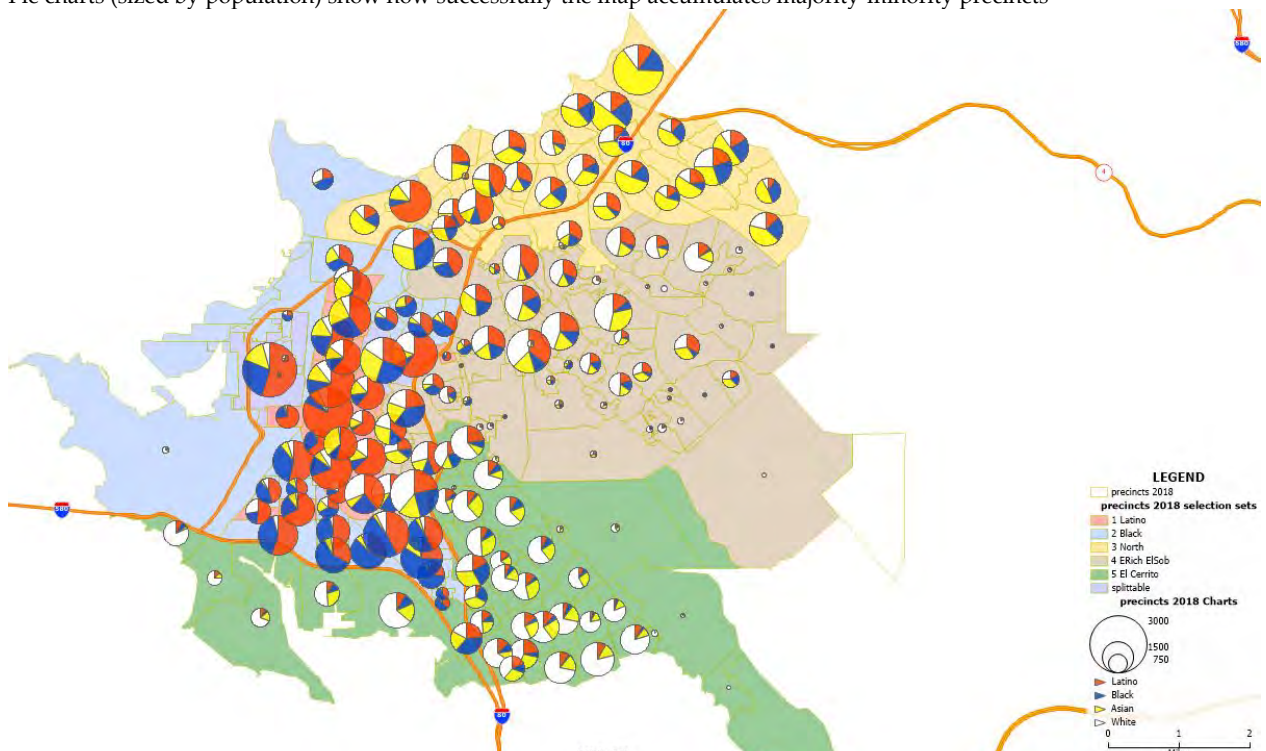 Pie charts (sized by population) show how successfully the map accumulates majority-minority precincts
580
80
4
580
LEGEND
precincts 2018
precincts 2018 selection sets
1 Latino
2 Black
3 North
4 ERich ElSob
5 El Cerrito
splittable
precincts 2018 Charts
3000
1500
750
Latino
Black
Asian
White
0 1 2
80